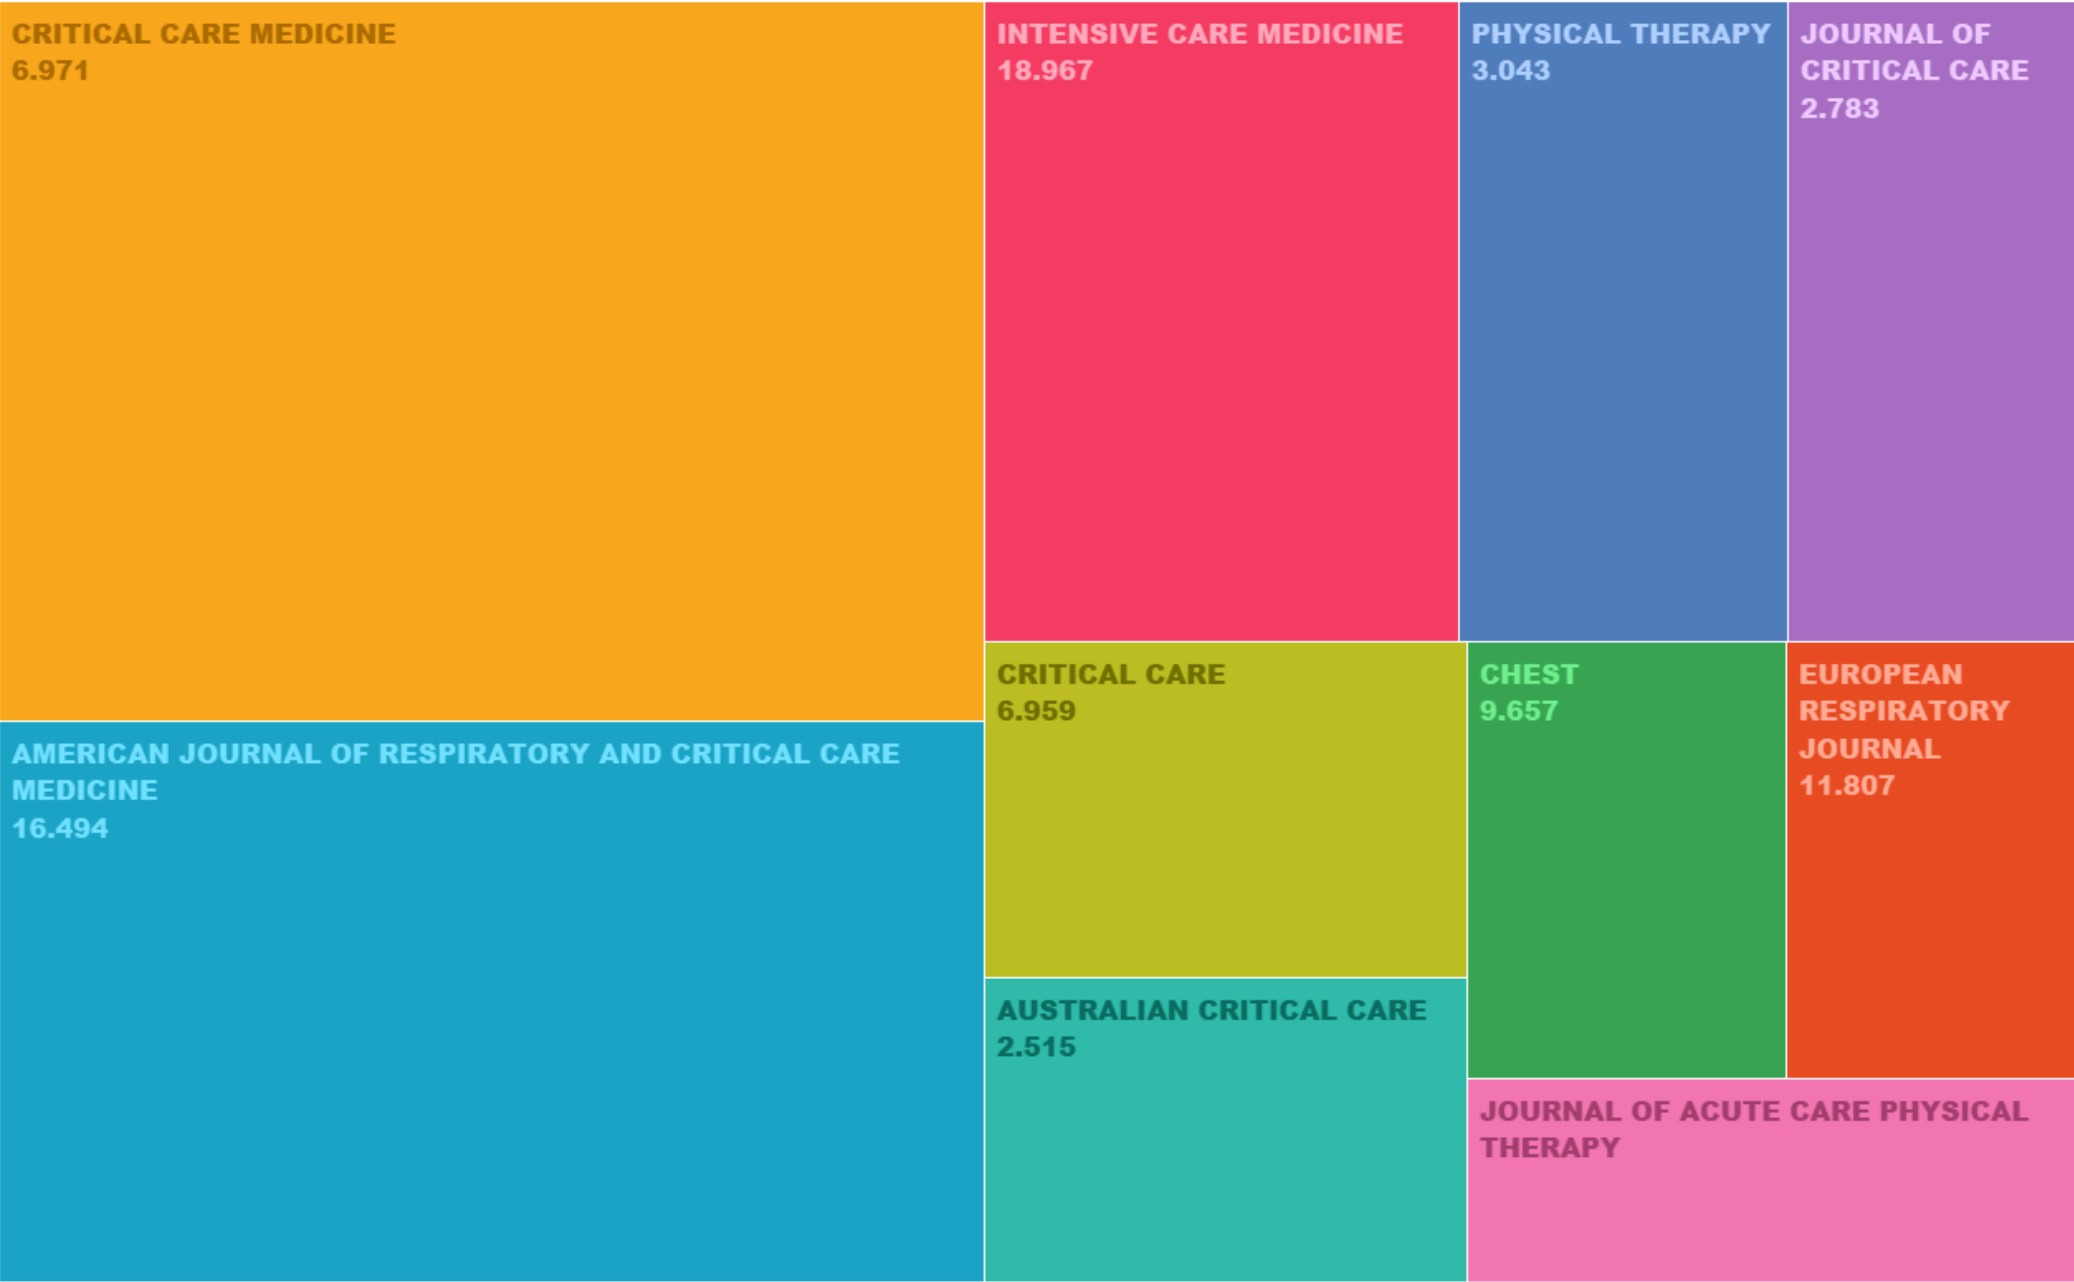 CRITICAL CARE MEDICINE
6.971
INTENSIVE CARE MEDICINE
18.967
PHYSICAL THERAPY
3.043
JOURNAL OF
CRITICAL CARE
2.783
CRITICAL CARE
6.959
CHEST
9.657
EUROPEAN
RESPIRATORY
JOURNAL
11.807
AMERICAN JOURNAL OF RESPIRATORY AND CRITICAL CARE
MEDICINE
16.494
AUSTRALIAN CRITICAL CARE
2.515
JOURNAL OF ACUTE CARE PHYSICAL
THERAPY